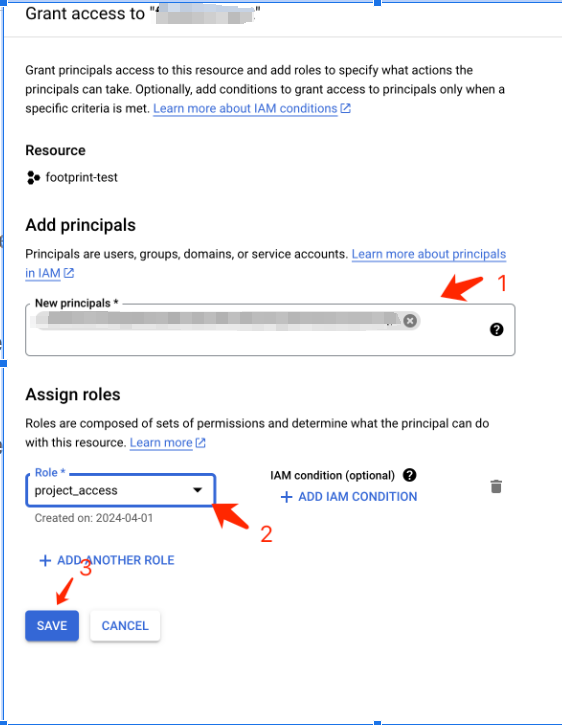 Grant access to " "
Grant principals access to this resource and add roles to specify what actions the
principals can take. Optionally, add conditions to grant access to principals only when a
specific criteria is met. Learn more about IAM conditions
Resource
footprint-test
Add principals
Principals are users, groups, domains, or service accounts. Learn more about principals
in IAM
1
New principals *
Assign roles
Roles are composed of sets of permissions and determine what the principal can do
with this resource. Learn more
Role *
IAM condition (optional)
project_access
+ ADD IAM CONDITION
Created on: 2024-04-01
2
+ ADD ANOTHER ROLE
3
SAVE
CANCEL